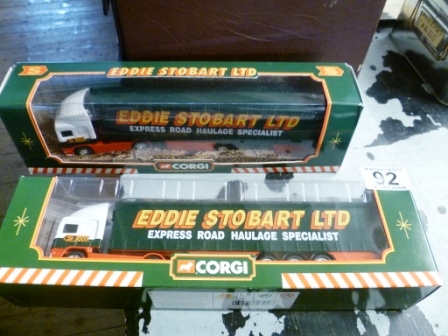 EDDIE STOBART LTD
EDDIE STOBART LTD
EXPRESS ROAD HAULAGE SPECIALIST
CORGI
92
EDDIE STOBART LTD
EXPRESS ROAD HAULAGE SPECIALIST
CORGI